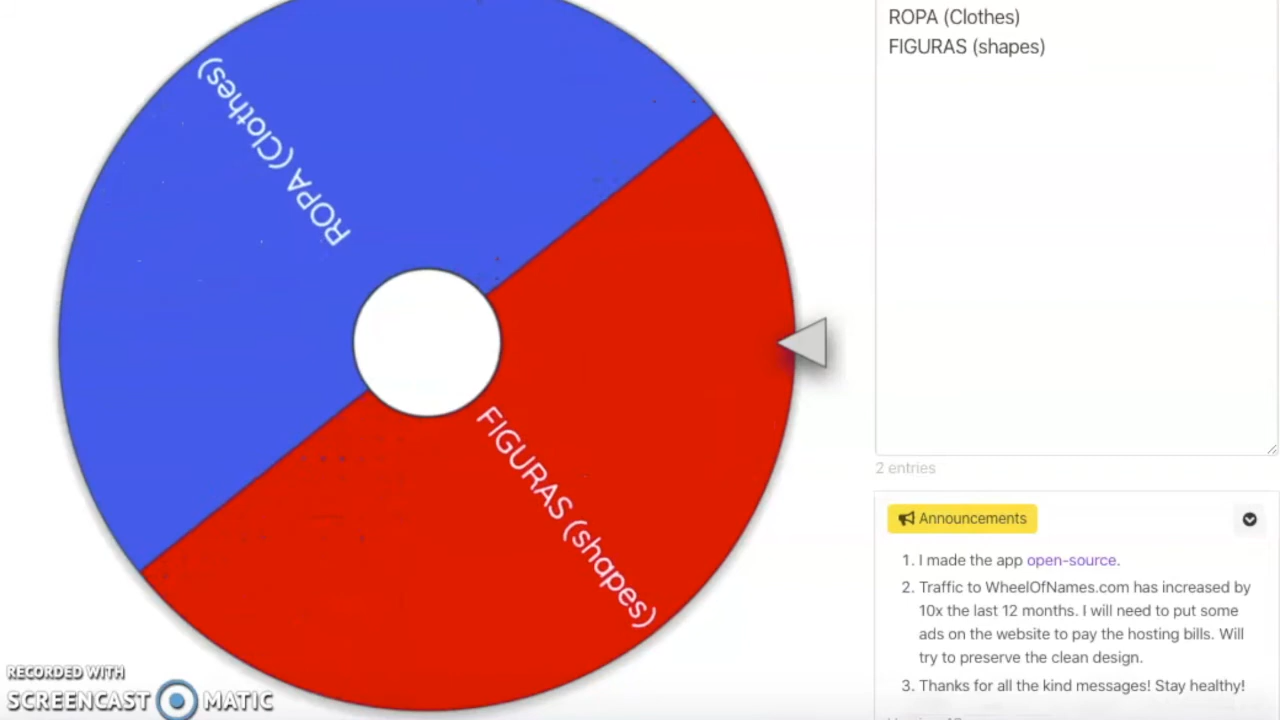 ROPA (Clothes)
FIGURAS (shapes)
ROPA (Clothes)
FIGURAS (shapes)
2 entries
Announcements
1. I made the app open-source.
2. Traffic to WheelOfNames.com has increased by
10x the last 12 months. I will need to put some
ads on the website to pay the hosting bills. Will
try to preserve the clean design.
3. Thanks for all the kind messages! Stay healthy!
RECORDED WITH
SCREENCAST MATIC